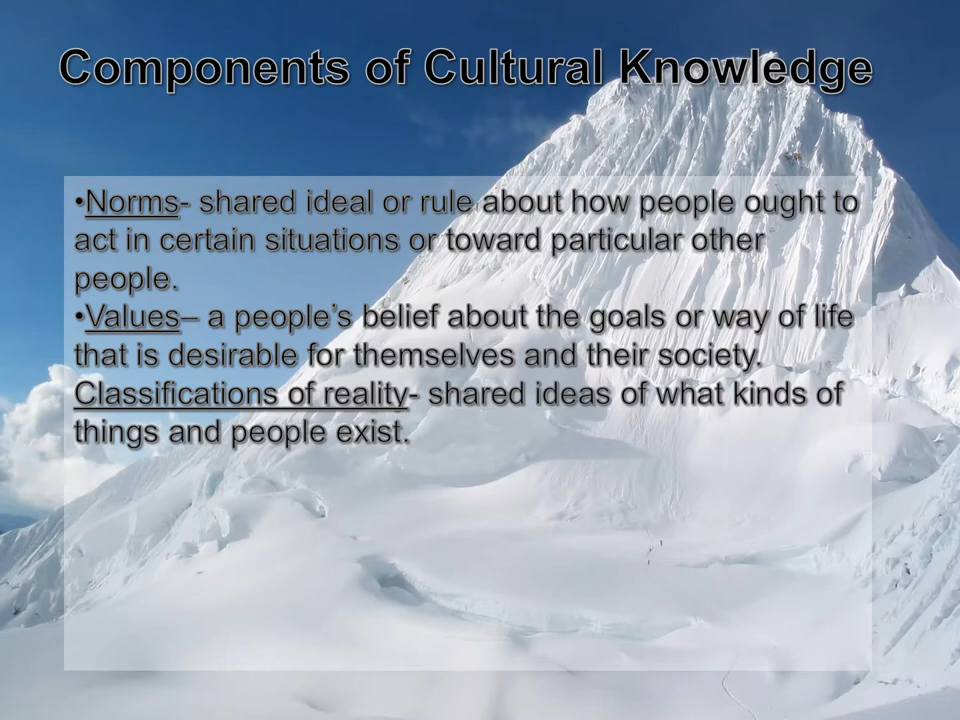 Components of Cultural Knowledge
•Norms- shared ideal or rule about how people ought to
act in certain situations or toward particular other
people.
•Values– a people’s belief about the goals or way of life
that is desirable for themselves and their society.
Classifications of reality- shared ideas of what kinds of
things and people exist.